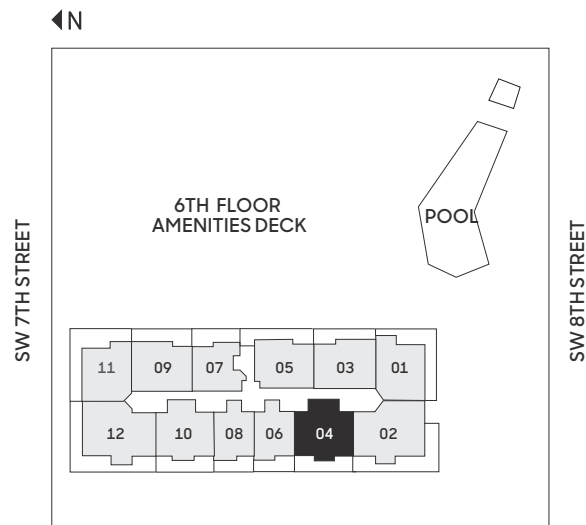 N
6TH FLOOR
AMENITIES DECK
POOL
SW 7TH STREET
SW 8TH STREET
11 09 07 05 03 01
12 10 08 06 04 02